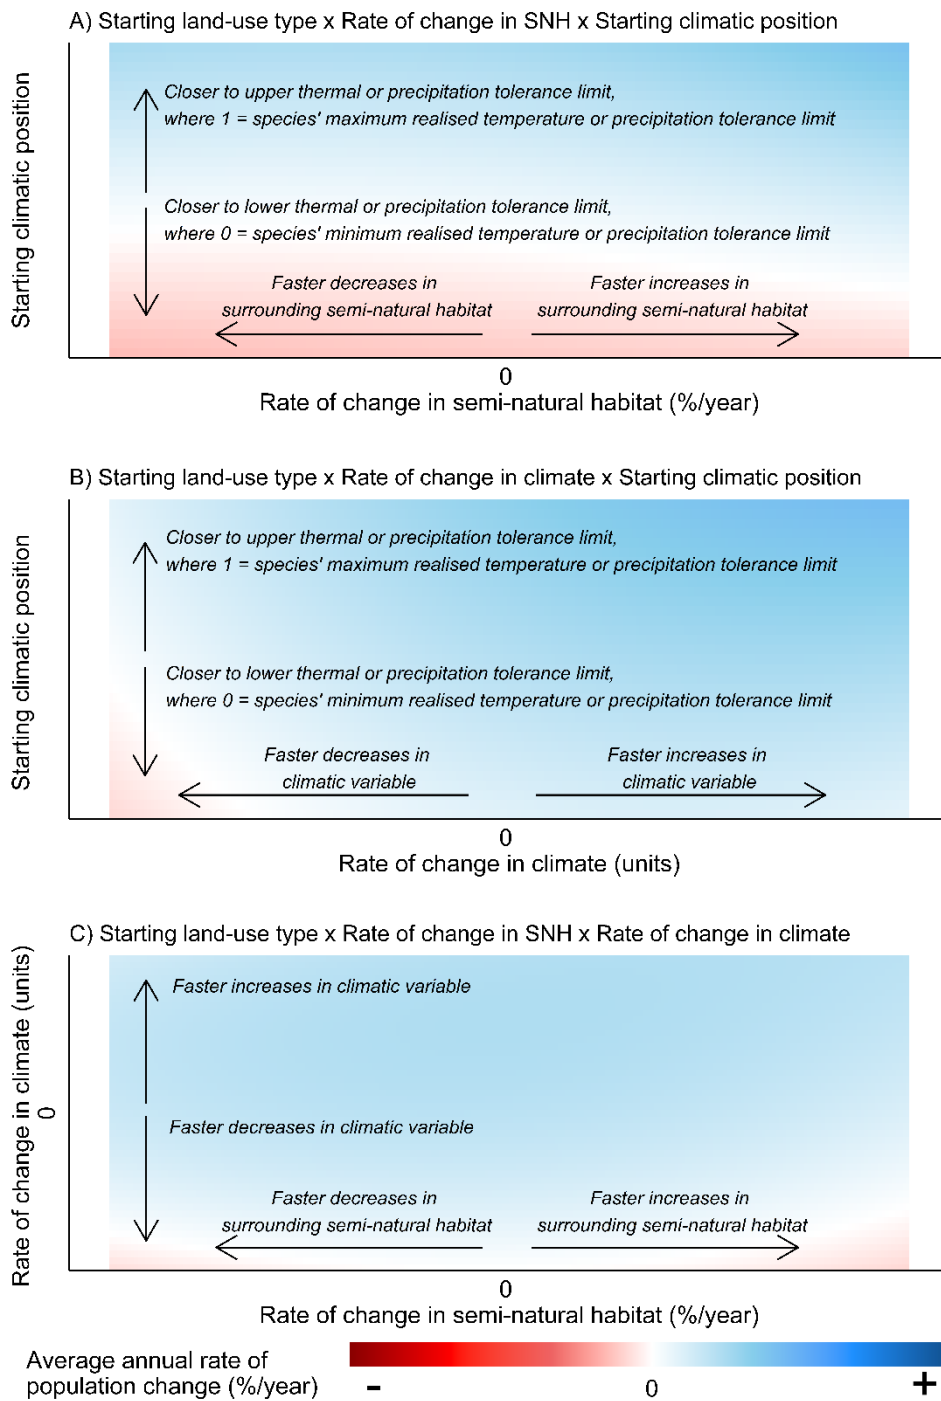 A) Starting land-use type x Rate of change in SNH x Starting climatic position
Starting climatic position
Closer to upper thermal or precipitation tolerance limit,
where 1 = species' maximum realised temperature or precipitation tolerance limit
Closer to lower thermal or precipitation tolerance limit,
where 0 = species' minimum realised temperature or precipitation tolerance limit
Faster decreases in
surrounding semi-natural habitat
Faster increases in
surrounding semi-natural habitat
0
Rate of change in semi-natural habitat (%/year)
B) Starting land-use type x Rate of change in climate x Starting climatic position
Starting climatic position
Closer to upper thermal or precipitation tolerance limit,
where 1 = species' maximum realised temperature or precipitation tolerance limit
Closer to lower thermal or precipitation tolerance limit,
where 0 = species' minimum realised temperature or precipitation tolerance limit
Faster decreases in
climatic variable
Faster increases in
climatic variable
0
Rate of change in climate (units)
C) Starting land-use type x Rate of change in SNH x Rate of change in climate
Rate of change in climate (units)
0
Faster increases in climatic variable
Faster decreases in climatic variable
Faster decreases in
surrounding semi-natural habitat
Faster increases in
surrounding semi-natural habitat
0
Rate of change in semi-natural habitat (%/year)
Average annual rate of
population change (%/year)
- 0 +